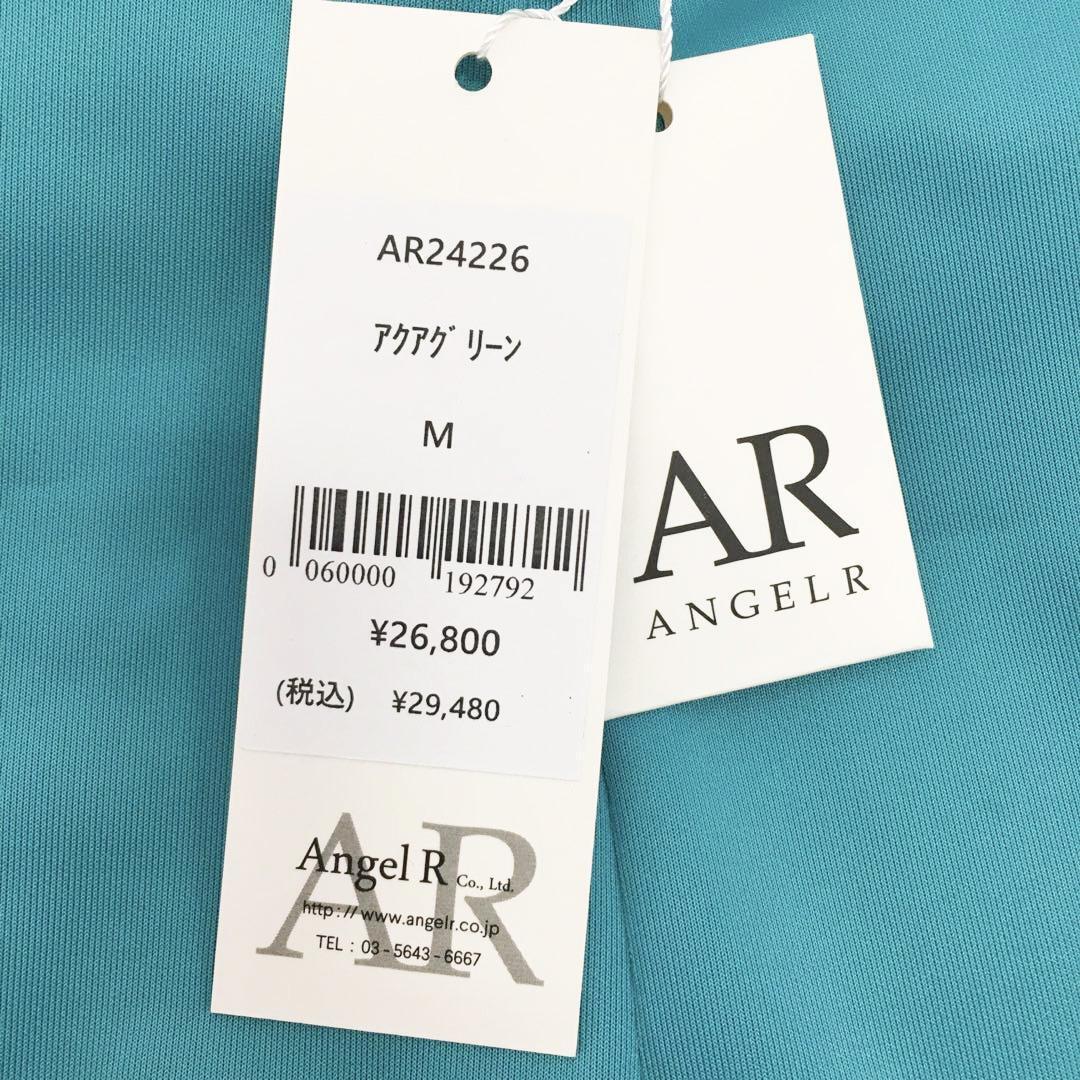 AR24226
ｱｸｱｸﾞﾘｰﾝ
M
0 060000 192792
¥26,800
(税込) ¥29,480
AR
Angel R Co., Ltd.
http://www.angelr.co.jp
TEL : 03-5643-6667
AR
ANGEL R